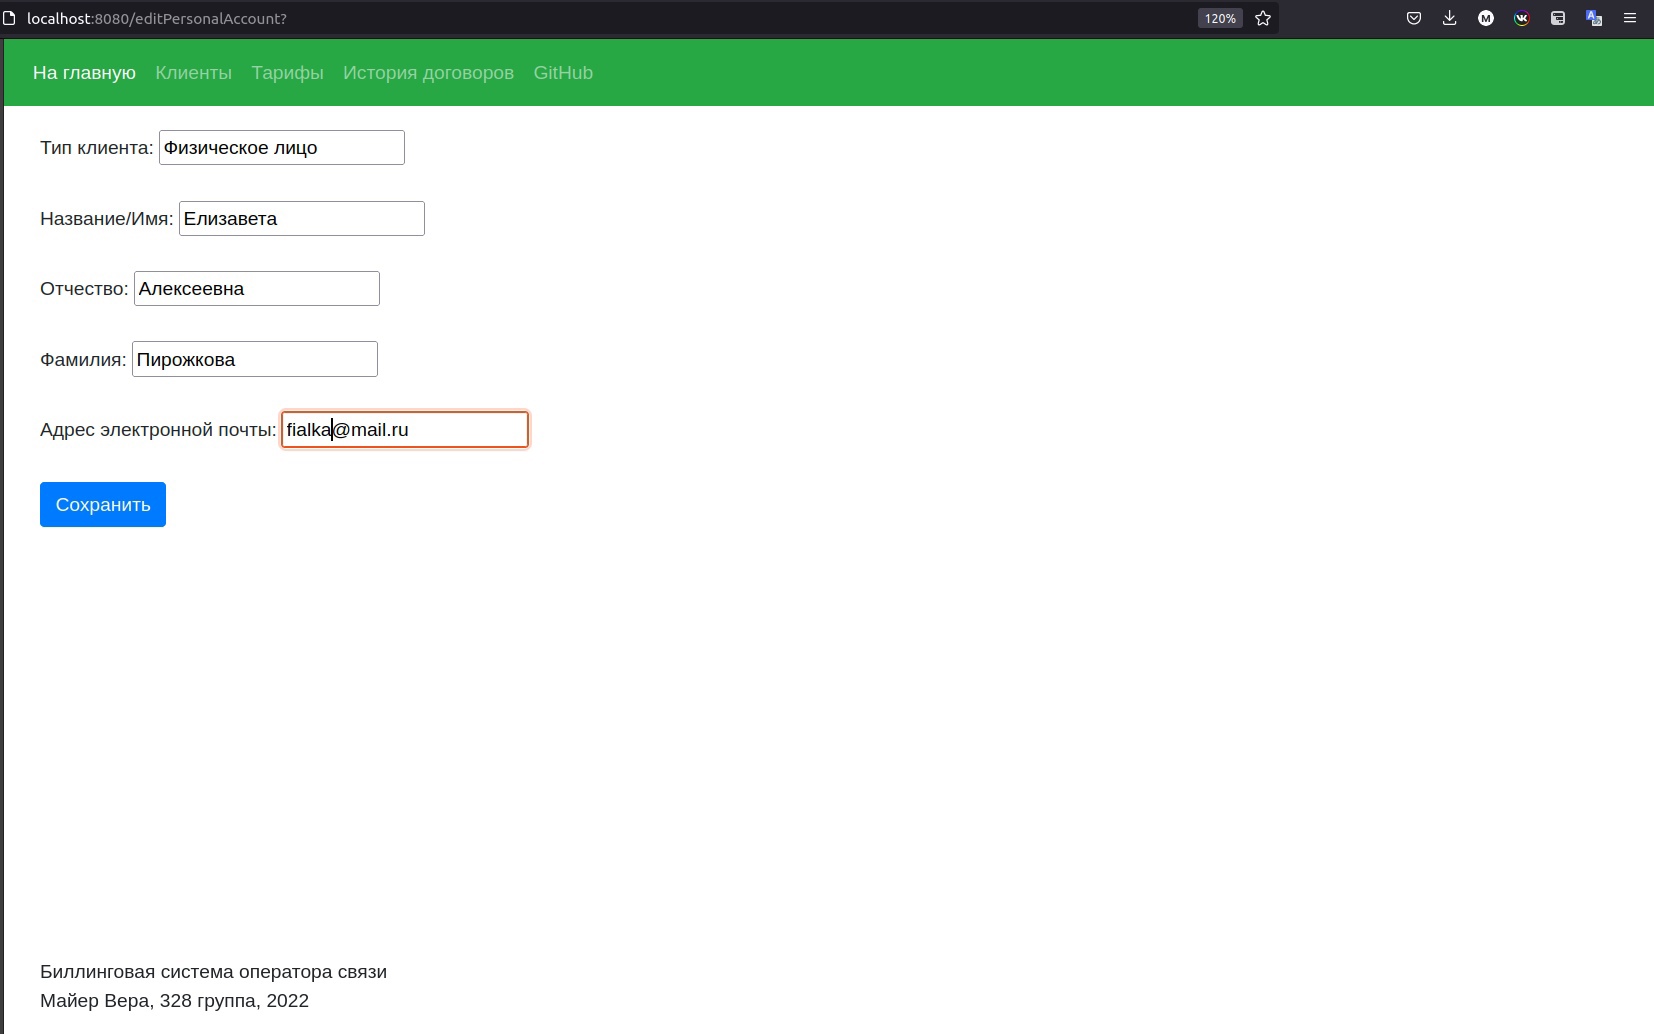 localhost:8080/editPersonalAccount?
120%
На главную Клиенты Тарифы История договоров GitHub
Тип клиента: Физическое лицо
Название/Имя: Елизавета
Отчество: Алексеевна
Фамилия: Пирожкова
Адрес электронной почты: fialka@mail.ru
Сохранить
Биллинговая система оператора связи
Майер Вера, 328 группа, 2022